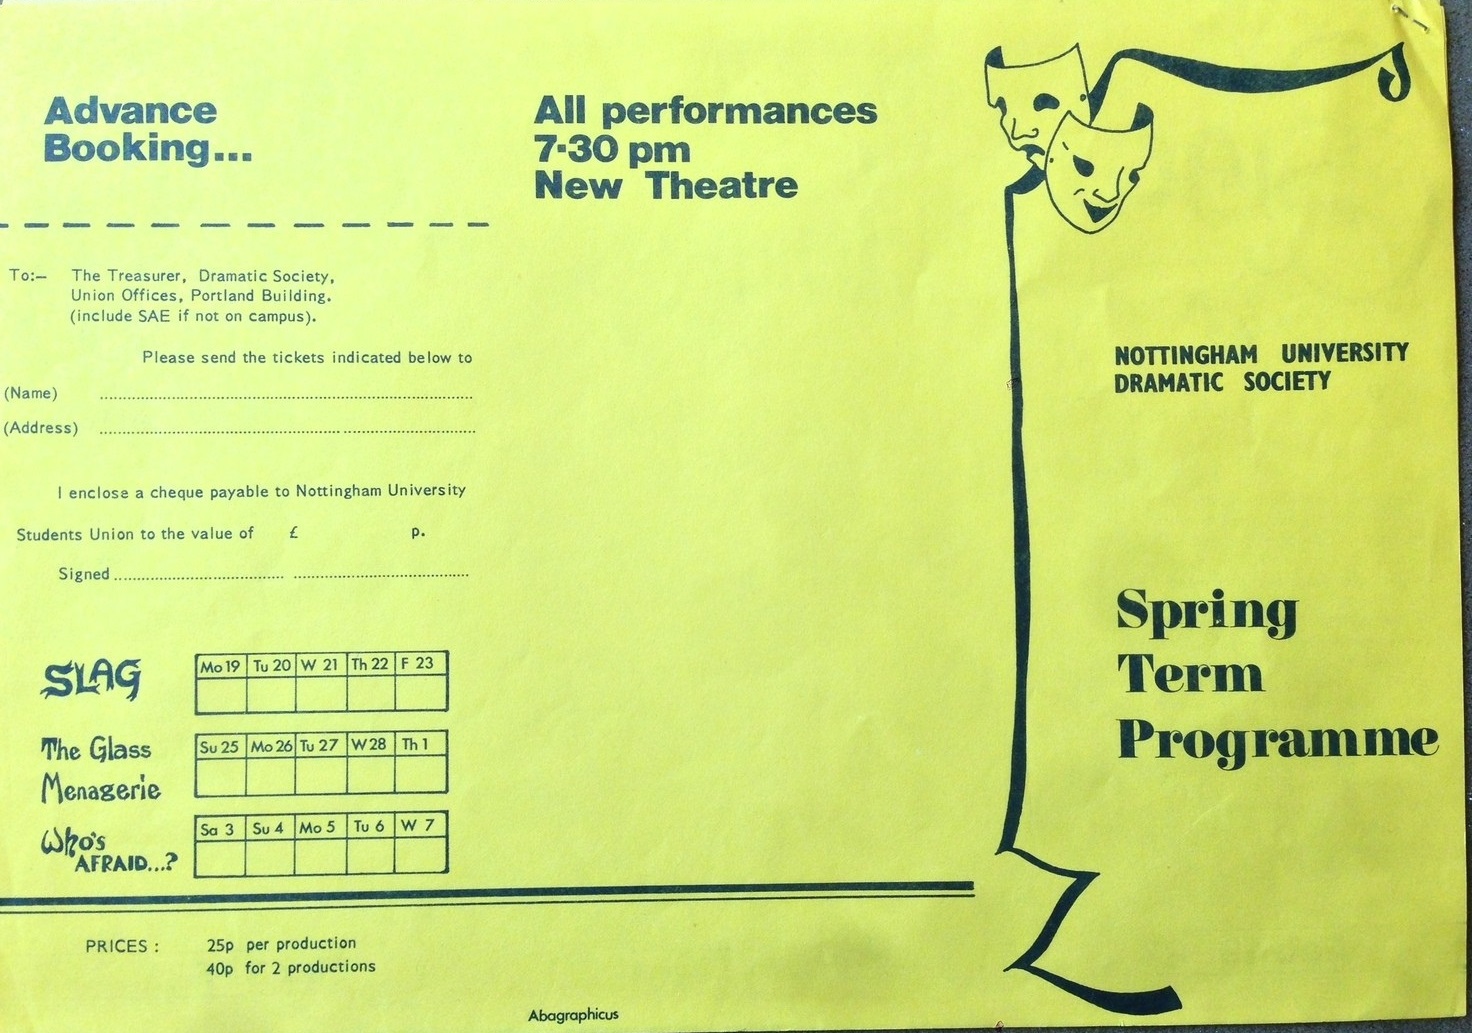 Advance
Booking...
To:— The Treasurer, Dramatic Society,
Union Offices, Portland Building.
(include SAE if not on campus).
Please send the tickets indicated below to
(Name) ........................................
(Address) ........................................
I enclose a cheque payable to Nottingham University
Students Union to the value of £ p.
Signed ........................................
SLAG
Mo 19 Tu 20 W 21 Th 22 F 23
The Glass
Menagerie
Su 25 Mo 26 Tu 27 W 28 Th 1
Who's
AFRAID...?
Sa 3 Su 4 Mo 5 Tu 6 W 7
PRICES : 25p per production
40p for 2 productions
All performances
7·30 pm
New Theatre
Abagraphicus
NOTTINGHAM UNIVERSITY
DRAMATIC SOCIETY
Spring
Term
Programme